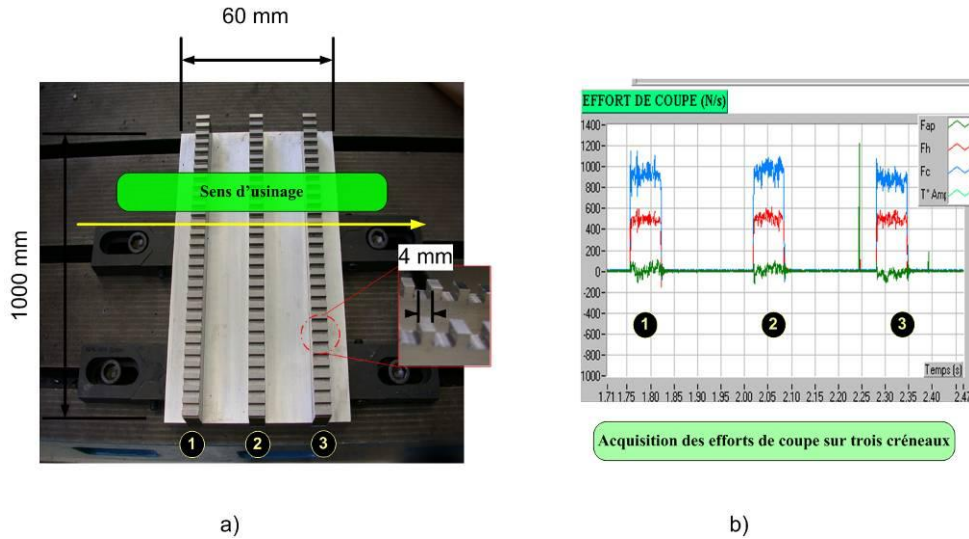 60 mm
Sens d'usinage
1000 mm
4 mm
1
2
3
a)
EFFORT DE COUPE (N/s)
1400-
1200-
1000-
800-
600-
400-
200-
0-
-200-
-400-
-600-
-800-
1000-
Fap
Fh
Fc
1
2
3
Temps (s)
1.71 1.75 1.80 1.85 1.90 1.95 2.00 2.05 2.10 2.15 2.20 2.25 2.30 2.35 2.40 2.47
Acquisition des efforts de coupe sur trois créneaux
b)